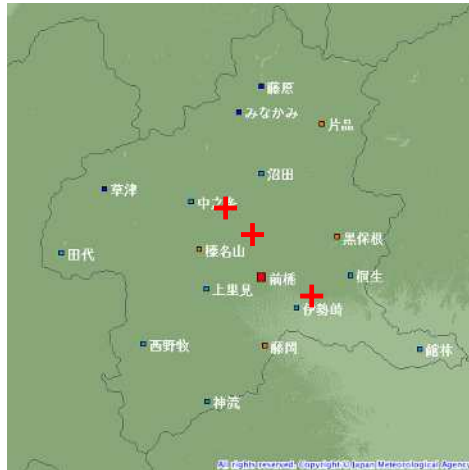 藤原
みなかみ
片品
沼田
草津
中之条
黒保根
榛名山
田代
桐生
前橋
上里見
伊勢崎
西野牧
藤岡
館林
神流
All rights reserved. Copyright © Japan Meteorological Agency